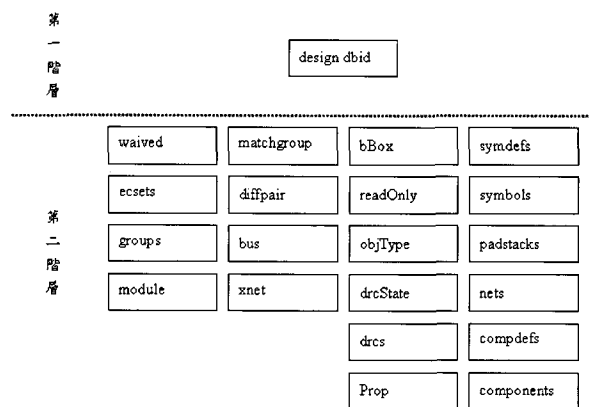 第一階層
design dbid
第二階層
waived
matchgroup
bBox
symdefs
ecsets
diffpair
readOnly
symbols
groups
bus
objType
padstacks
module
xnet
drcState
nets
drcs
compdefs
Prop
components